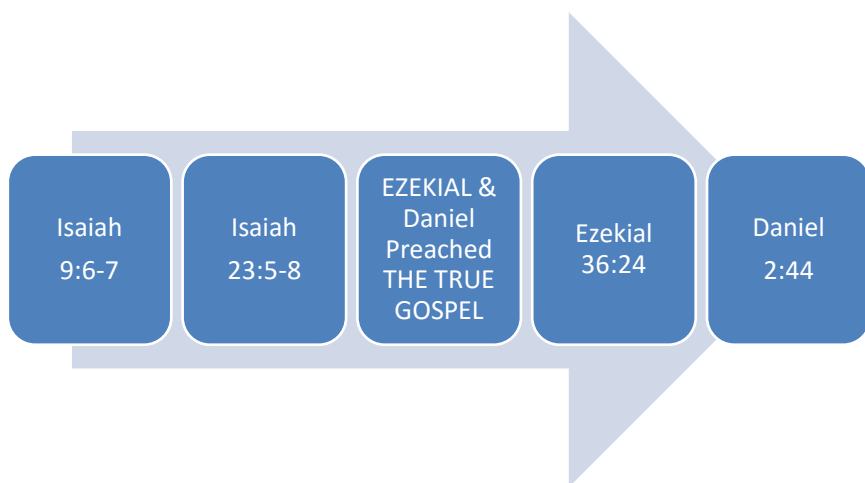 Isaiah
9:6-7
Isaiah
23:5-8
EZEKIAL &
Daniel
Preached
THE TRUE
GOSPEL
Ezekial
36:24
Daniel
2:44